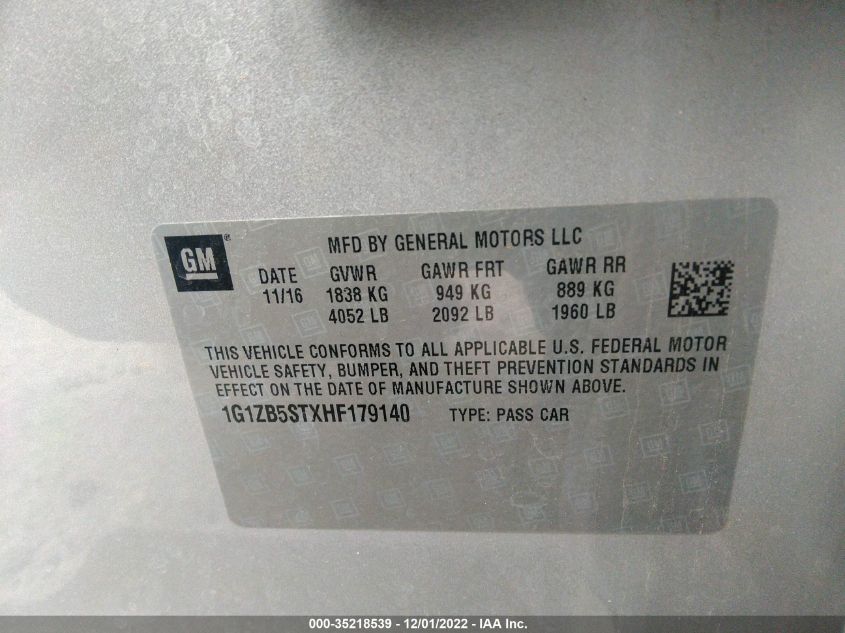 GM®
MFD BY GENERAL MOTORS LLC
DATE GVWR GAWR FRT GAWR RR
11/16 1838 KG 949 KG 889 KG
4052 LB 2092 LB 1960 LB
THIS VEHICLE CONFORMS TO ALL APPLICABLE U.S. FEDERAL MOTOR
VEHICLE SAFETY, BUMPER, AND THEFT PREVENTION STANDARDS IN
EFFECT ON THE DATE OF MANUFACTURE SHOWN ABOVE.
1G1ZB5STXHF179140 TYPE: PASS CAR
000-35218539 - 12/01/2022 - IAA Inc.